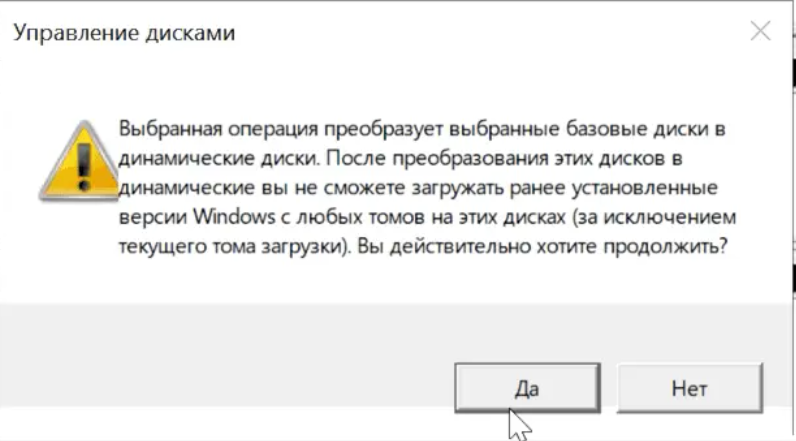 Управление дисками
Выбранная операция преобразует выбранные базовые диски в
динамические диски. После преобразования этих дисков в
динамические вы не сможете загружать ранее установленные
версии Windows с любых томов на этих дисках (за исключением
текущего тома загрузки). Вы действительно хотите продолжить?
Да
Нет